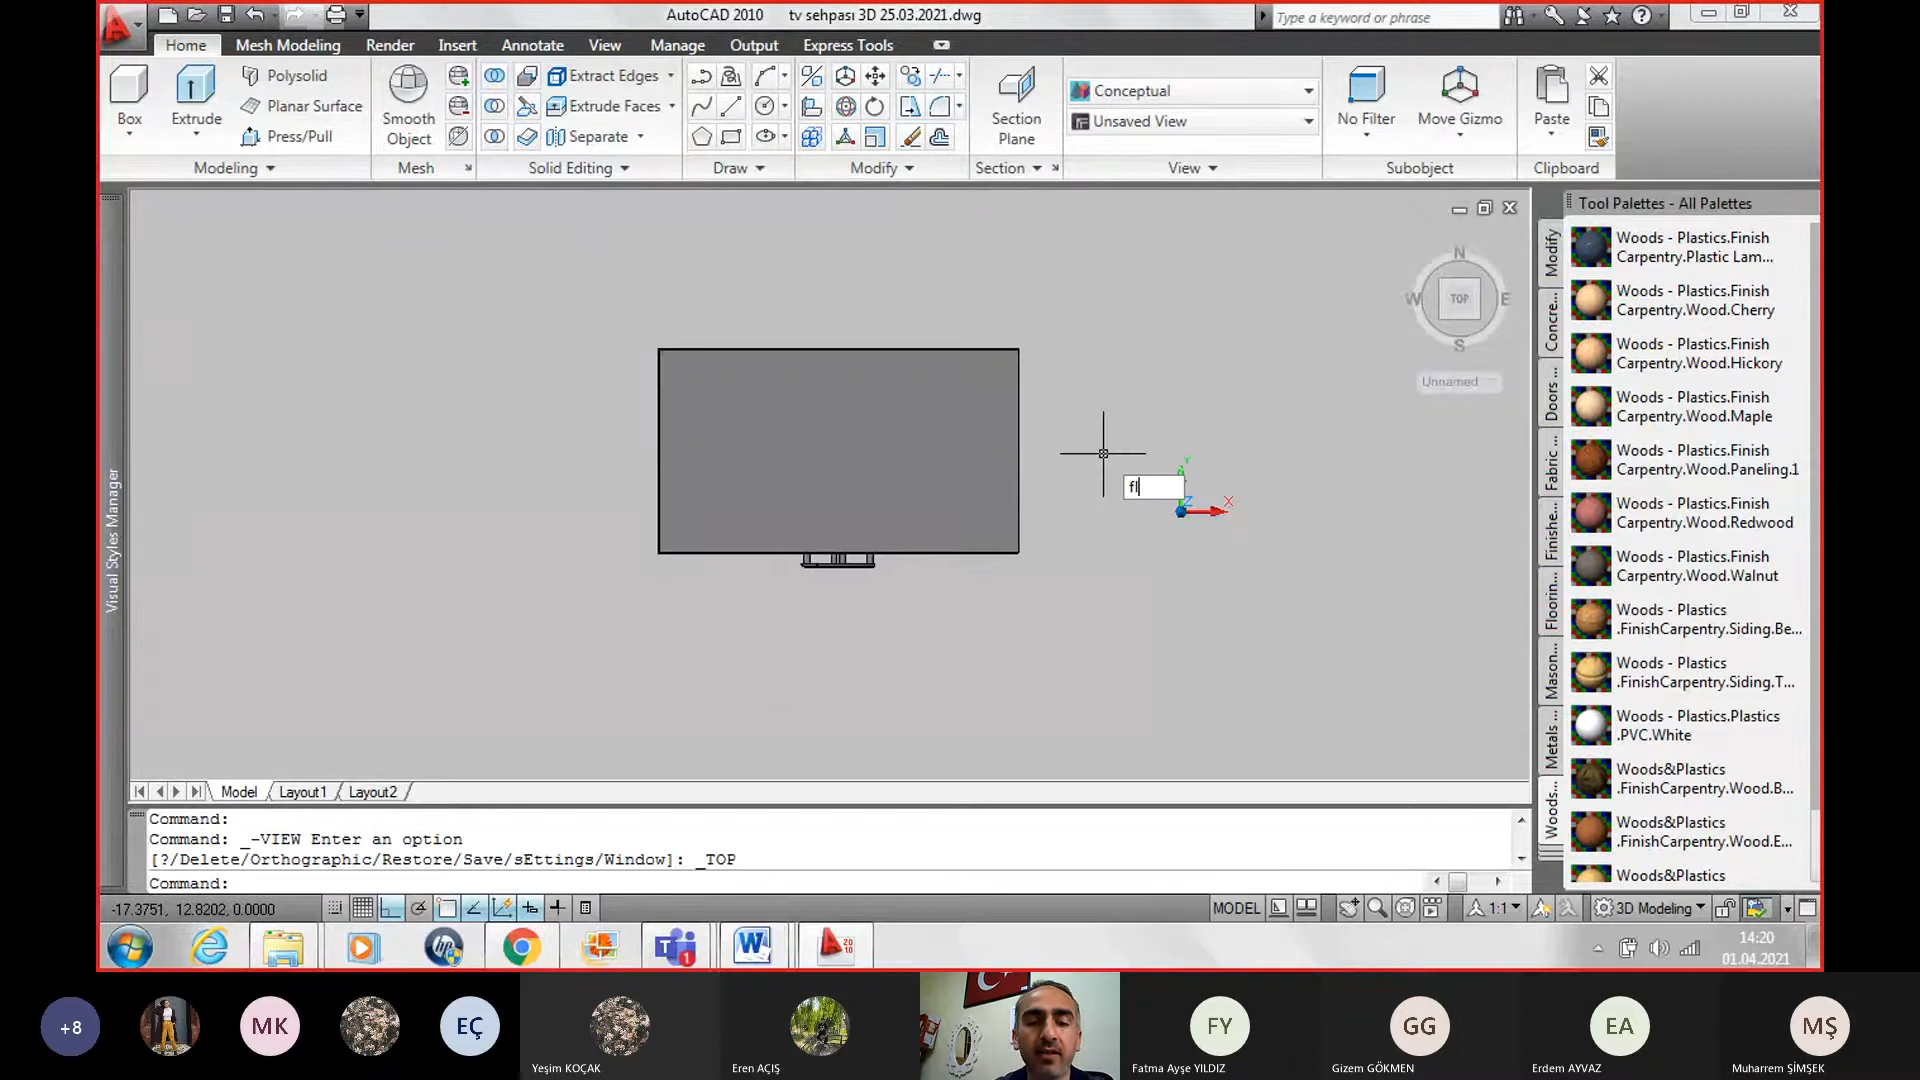 AutoCAD 2010 tv sehpası 3D 25.03.2021.dwg
Type a keyword or phrase
Home Mesh Modeling Render Insert Annotate View Manage Output Express Tools
Polysolid
Planar Surface
Press/Pull
Box
Extrude
Smooth
Object
Extract Edges
Extrude Faces
Separate
Section
Plane
Conceptual
Unsaved View
No Filter
Move Gizmo
Paste
Modeling
Mesh
Solid Editing
Draw
Modify
Section
View
Subobject
Clipboard
Visual Styles Manager
N
W
TOP
E
S
Unnamed
fl
Y
Z
X
Tool Palettes - All Palettes
Modify
Concre...
Doors ...
Fabric ...
Finishe...
Floorin...
Mason...
Metals ...
Woods...
Woods - Plastics.Finish
Carpentry.Plastic Lam...
Woods - Plastics.Finish
Carpentry.Wood.Cherry
Woods - Plastics.Finish
Carpentry.Wood.Hickory
Woods - Plastics.Finish
Carpentry.Wood.Maple
Woods - Plastics.Finish
Carpentry.Wood.Paneling.1
Woods - Plastics.Finish
Carpentry.Wood.Redwood
Woods - Plastics.Finish
Carpentry.Wood.Walnut
Woods - Plastics
.FinishCarpentry.Siding.Be...
Woods - Plastics
.FinishCarpentry.Siding.T...
Woods - Plastics.Plastics
.PVC.White
Woods&Plastics
.FinishCarpentry.Wood.B...
Woods&Plastics
.FinishCarpentry.Wood.E...
Woods&Plastics
Model Layout1 Layout2
Command:
Command: _-VIEW Enter an option
[?/Delete/Orthographic/Restore/Save/sEttings/Window]: _TOP
Command:
-17.3751, 12.8202, 0.0000
MODEL
1:1
3D Modeling
14:20
01.04.2021
+8
MK
EÇ
FY
GG
EA
MŞ
Yeşim KOÇAK
Eren AÇIŞ
Fatma Ayşe YILDIZ
Gizem GÖKMEN
Erdem AYVAZ
Muharrem ŞİMŞEK